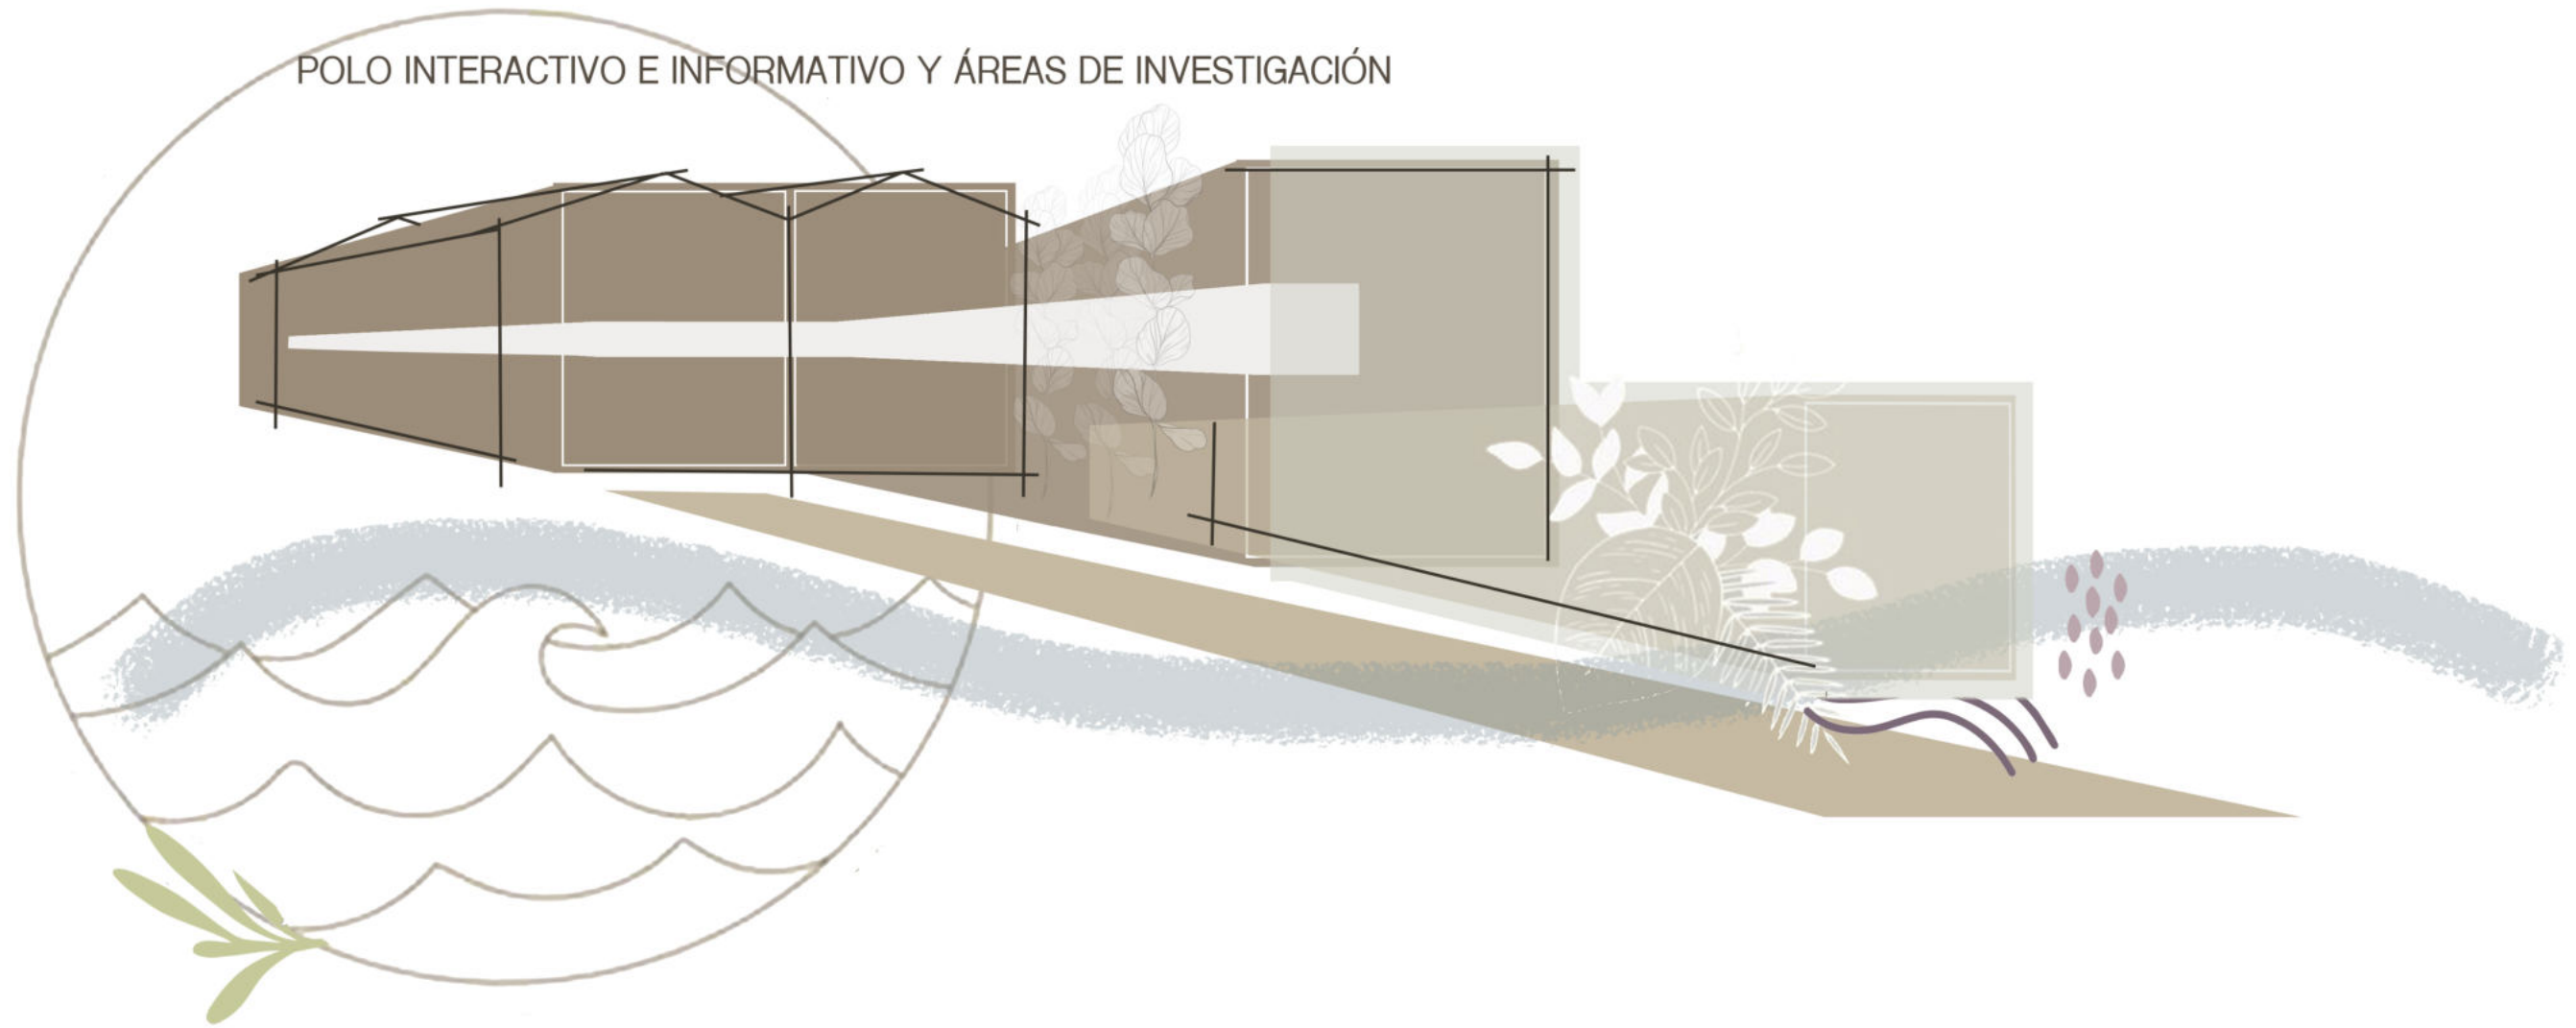 POLO INTERACTIVO E INFORMATIVO Y ÁREAS DE INVESTIGACIÓN